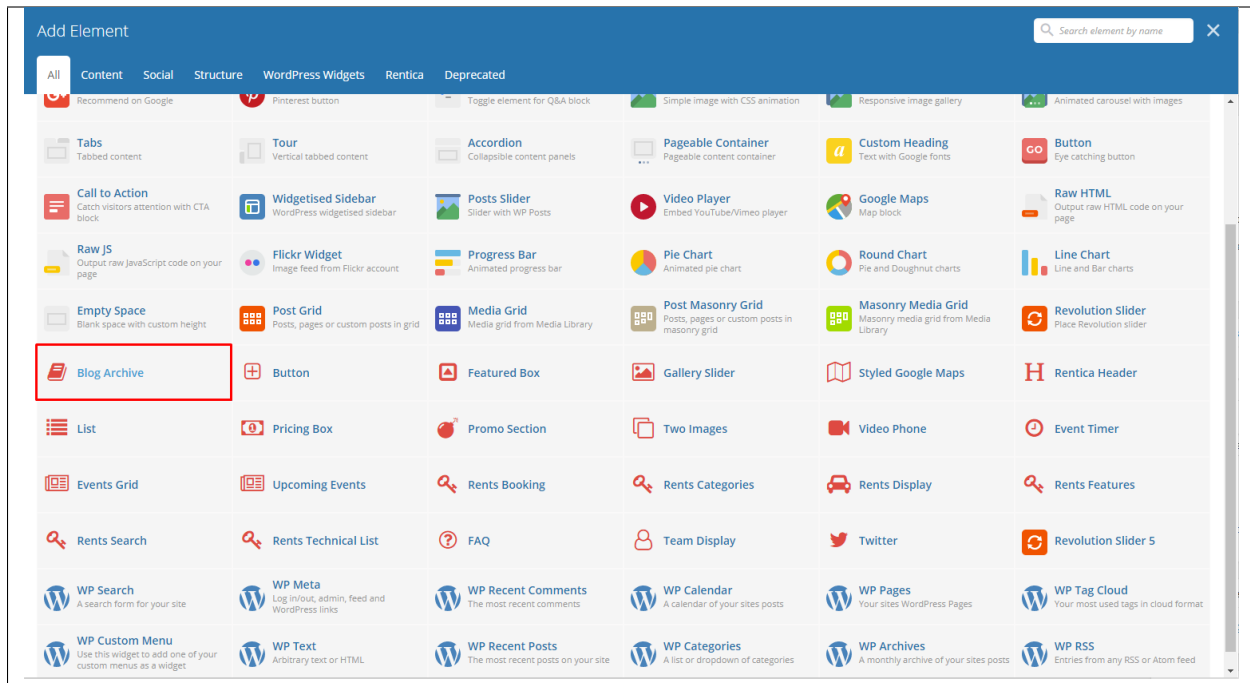 Add Element
Search element by name
All Content Social Structure WordPress Widgets Rentica Deprecated
Recommend on Google
Pinterest button
Toggle element for Q&A block
Simple image with CSS animation
Responsive image gallery
Animated carousel with images
Tabs
Tabbed content
Tour
Vertical tabbed content
Accordion
Collapsible content panels
Pageable Container
Pageable content container
Custom Heading
Text with Google fonts
GO
Button
Eye catching button
Call to Action
Catch visitors attention with CTA
block
Widgetised Sidebar
WordPress widgetised sidebar
Posts Slider
Slider with WP Posts
Video Player
Embed YouTube/Vimeo player
Google Maps
Map block
Raw HTML
Output raw HTML code on your
page
Raw JS
Output raw JavaScript code on your
page
Flickr Widget
Image feed from Flickr account
Progress Bar
Animated progress bar
Pie Chart
Animated pie chart
Round Chart
Pie and Doughnut charts
Line Chart
Line and Bar charts
Empty Space
Blank space with custom height
Post Grid
Posts, pages or custom posts in grid
Media Grid
Media grid from Media Library
Post Masonry Grid
Posts, pages or custom posts in
masonry grid
Masonry Media Grid
Masonry media grid from Media
Library
Revolution Slider
Place Revolution slider
Blog Archive
Button
Featured Box
Gallery Slider
Styled Google Maps
H
Rentica Header
List
Pricing Box
Promo Section
Two Images
Video Phone
Event Timer
Events Grid
Upcoming Events
Rents Booking
Rents Categories
Rents Display
Rents Features
Rents Search
Rents Technical List
FAQ
Team Display
Twitter
Revolution Slider 5
WP Search
A search form for your site
WP Meta
Log in/out, admin, feed and
WordPress links
WP Recent Comments
The most recent comments
WP Calendar
A calendar of your sites posts
WP Pages
Your sites WordPress Pages
WP Tag Cloud
Your most used tags in cloud format
WP Custom Menu
Use this widget to add one of your
custom menus as a widget
WP Text
Arbitrary text or HTML
WP Recent Posts
The most recent posts on your site
WP Categories
A list or dropdown of categories
WP Archives
A monthly archive of your sites posts
WP RSS
Entries from any RSS or Atom feed